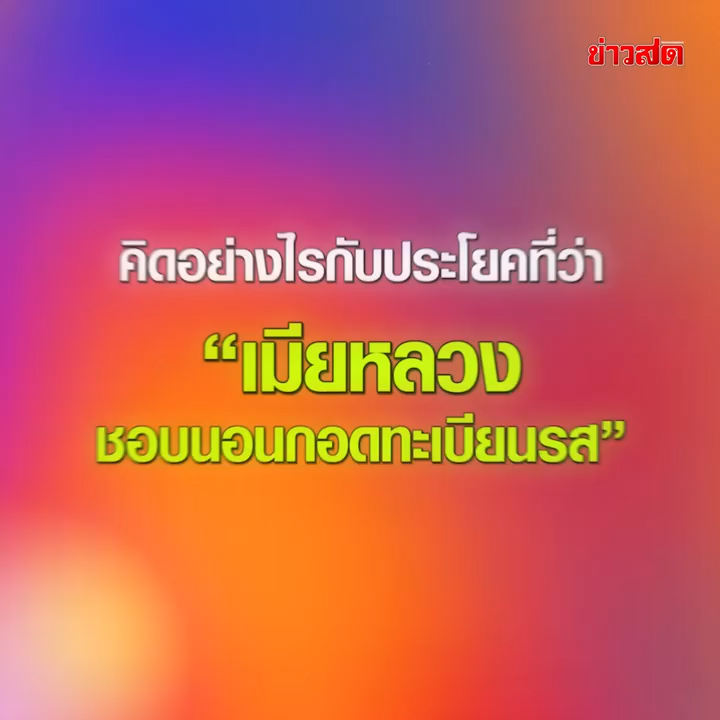 ข่าวสด
คิดอย่างไรกับประโยคที่ว่า
“เมียหลวง
ชอบนอนกอดทะเบียนรส”